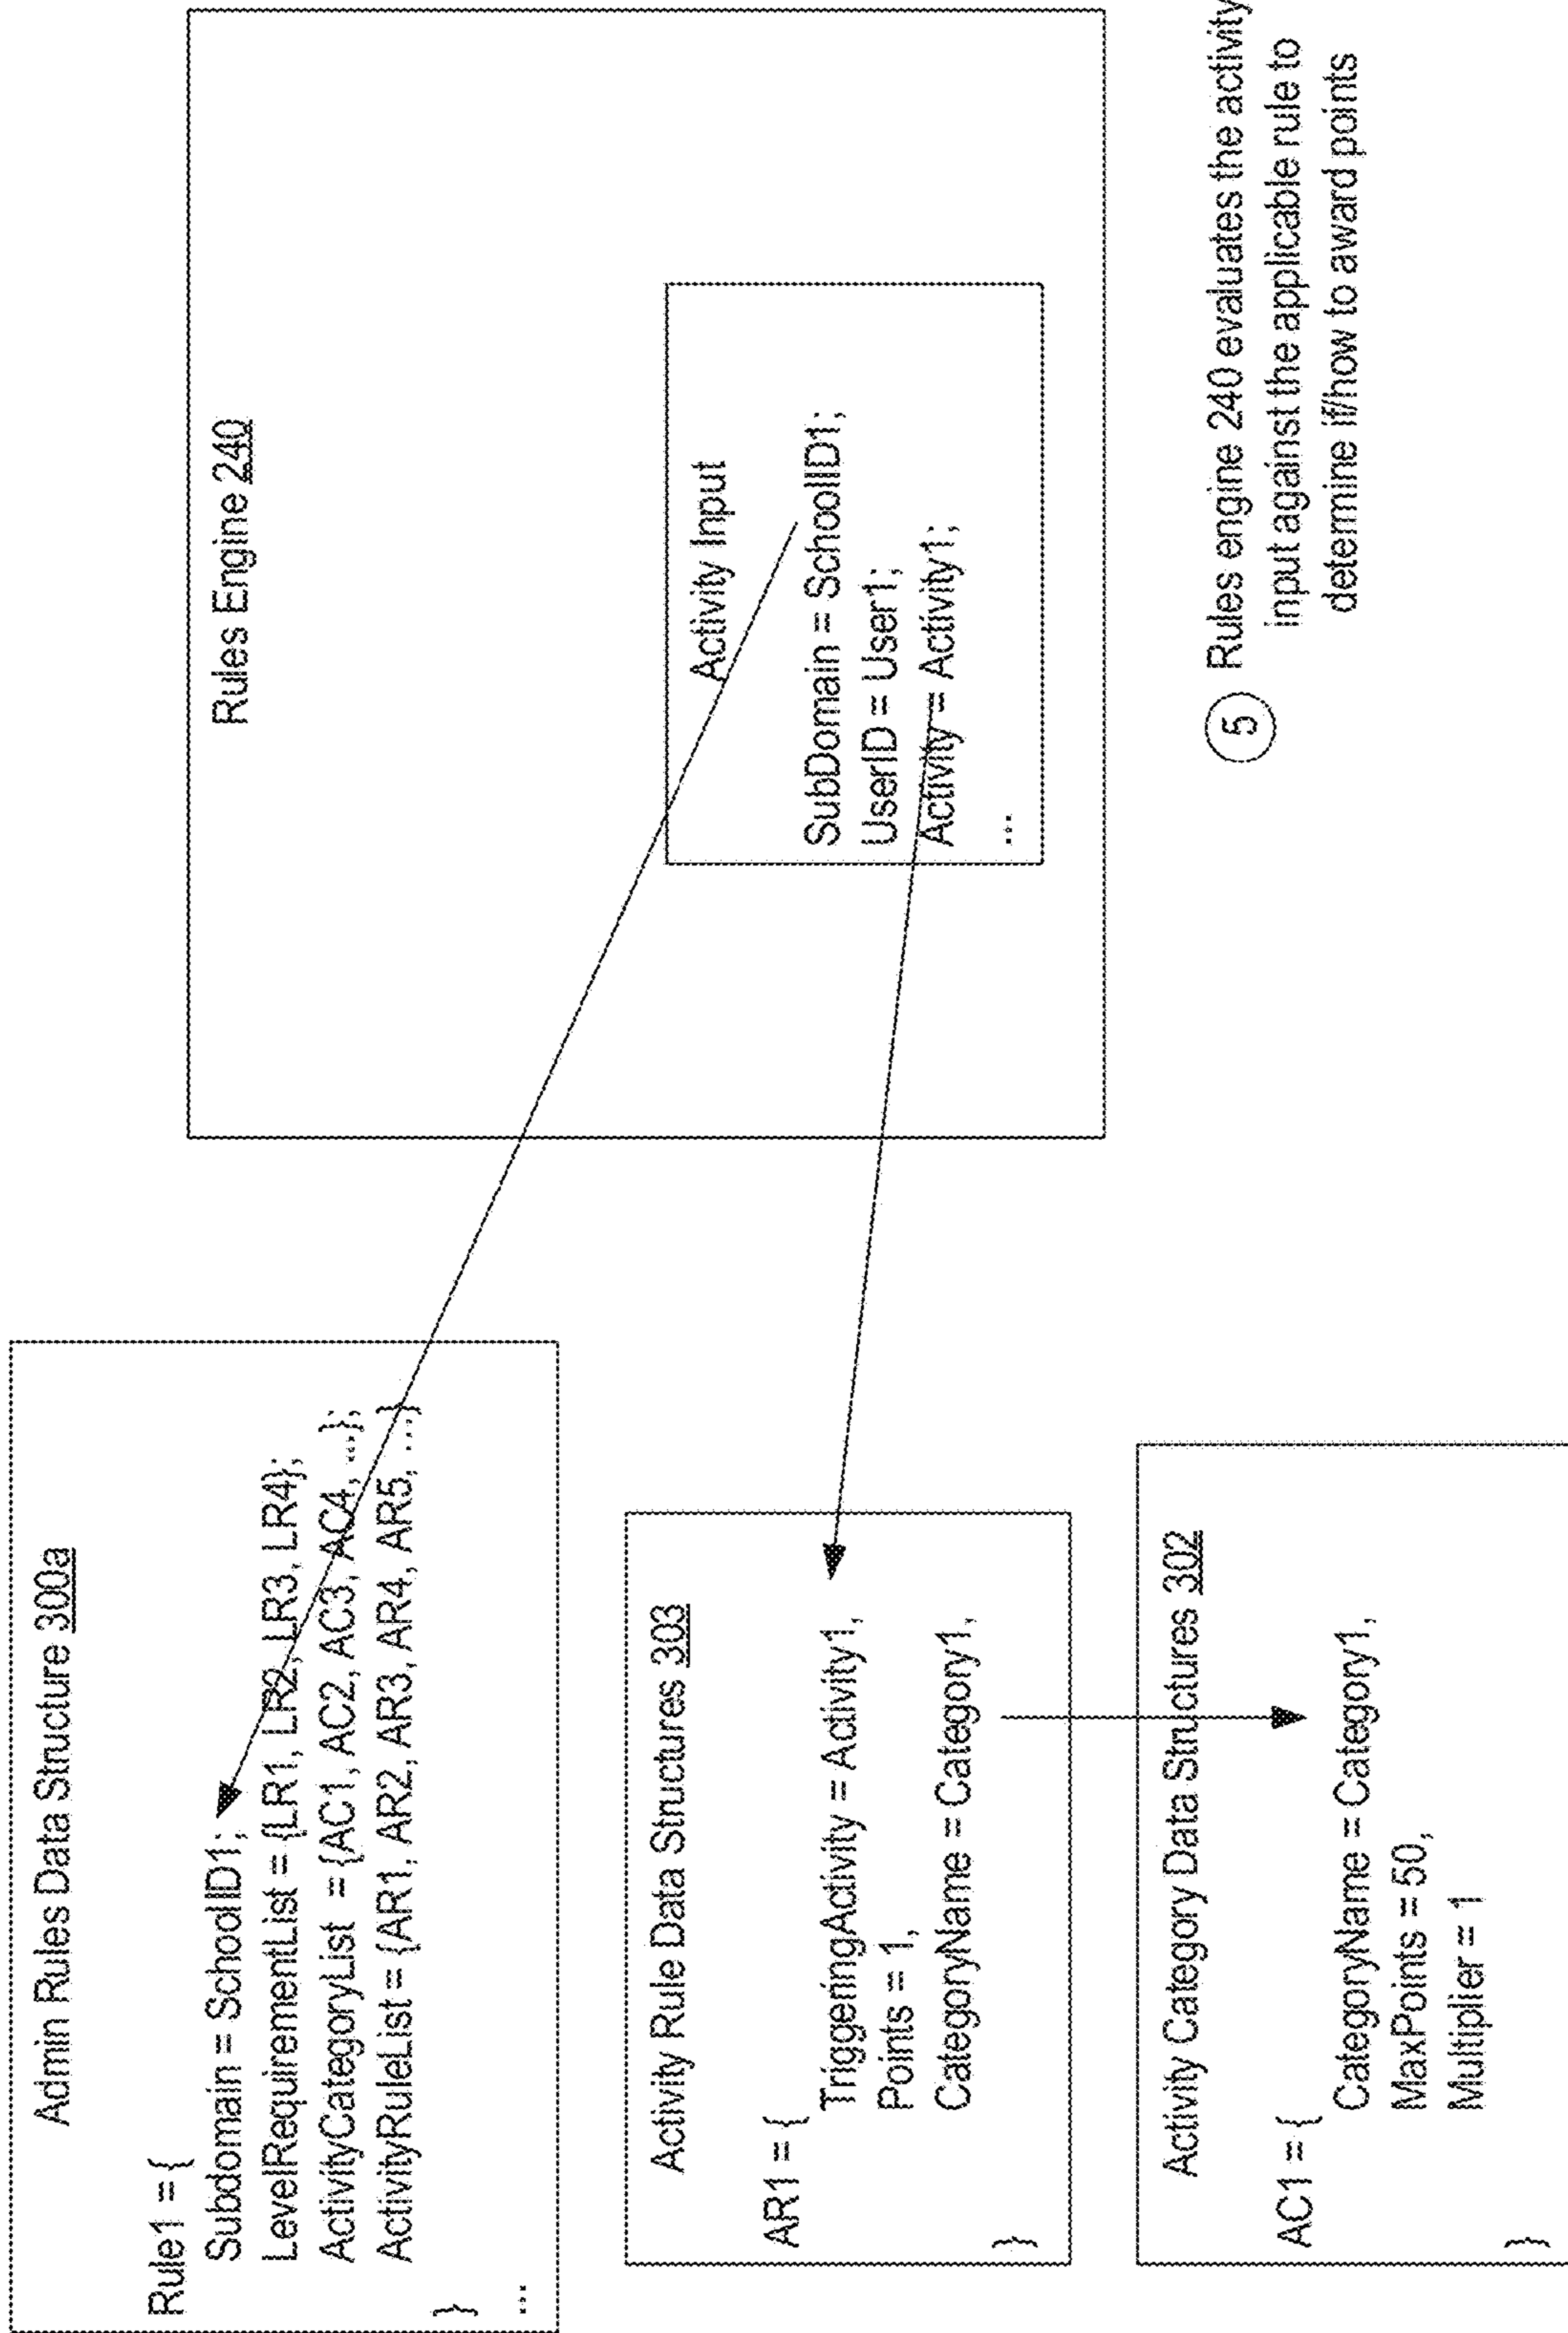 Admin Rules Data Structure 300a
Rule1 = {
Subdomain = SchoolID1;
LevelRequirementList = {LR1, LR2, LR3, LR4};
ActivityCategoryList = {AC1, AC2, AC3, AC4, ...};
ActivityRuleList = {AR1, AR2, AR3, AR4, AR5, ...}
}
...
Activity Rule Data Structures 303
AR1 = {
TriggeringActivity = Activity1,
Points = 1,
CategoryName = Category1,
}
Activity Category Data Structures 302
AC1 = {
CategoryName = Category1,
MaxPoints = 50,
Multiplier = 1
}
Rules Engine 240
Activity Input
SubDomain = SchoolID1;
UserID = User1;
Activity = Activity1;
...
5 Rules engine 240 evaluates the activity
input against the applicable rule to
determine if/how to award points